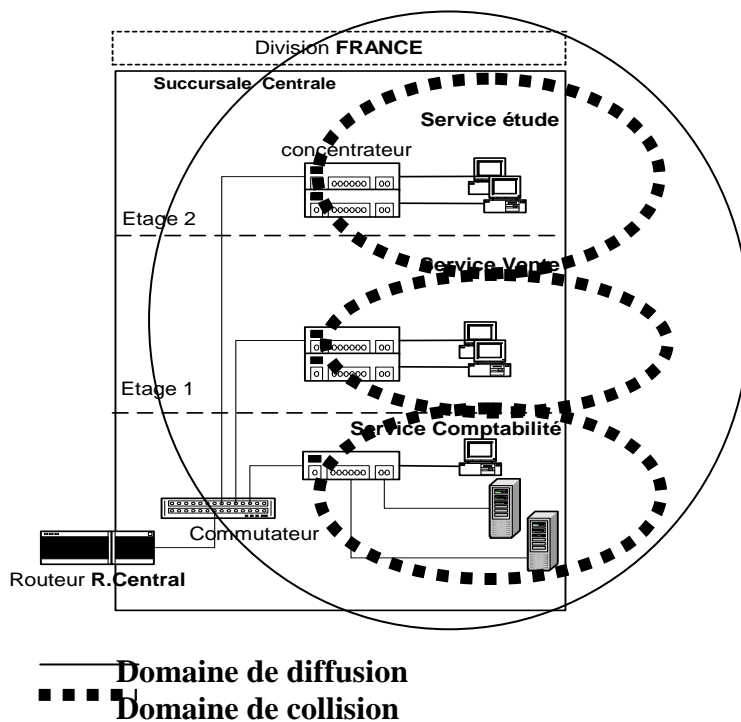 Division FRANCE
Succursale Centrale
Service étude
concentrateur
Etage 2
Service Vente
Etage 1
Service Comptabilité
Commutateur
Routeur R.Central
Domaine de diffusion
Domaine de collision